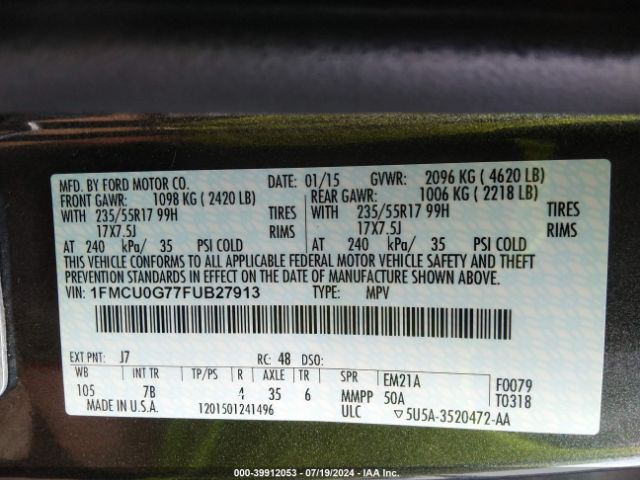 MFD. BY FORD MOTOR CO. DATE: 01/15 GVWR: 2096 KG ( 4620 LB)
FRONT GAWR: 1098 KG ( 2420 LB) REAR GAWR: 1006 KG ( 2218 LB)
WITH 235/55R17 99H TIRES WITH 235/55R17 99H TIRES
17X7.5J RIMS 17X7.5J RIMS
AT 240 kPa/ 35 PSI COLD AT 240 kPa/ 35 PSI COLD
THIS VEHICLE CONFORMS TO ALL APPLICABLE FEDERAL MOTOR VEHICLE SAFETY AND THEFT
PREVENTION STANDARDS IN EFFECT ON THE DATE OF MANUFACTURE SHOWN ABOVE.
VIN: 1FMCU0G77FUB27913 TYPE: MPV
EXT PNT: J7 RC: 48 DSO:
WB INT TR TP/PS R AXLE TR SPR EM21A F0079
105 7B 4 35 6 MMPP 50A T0318
MADE IN U.S.A. 1201501241496 ULC 5U5A-3520472-AA
000-39912053 - 07/19/2024 - IAA Inc.